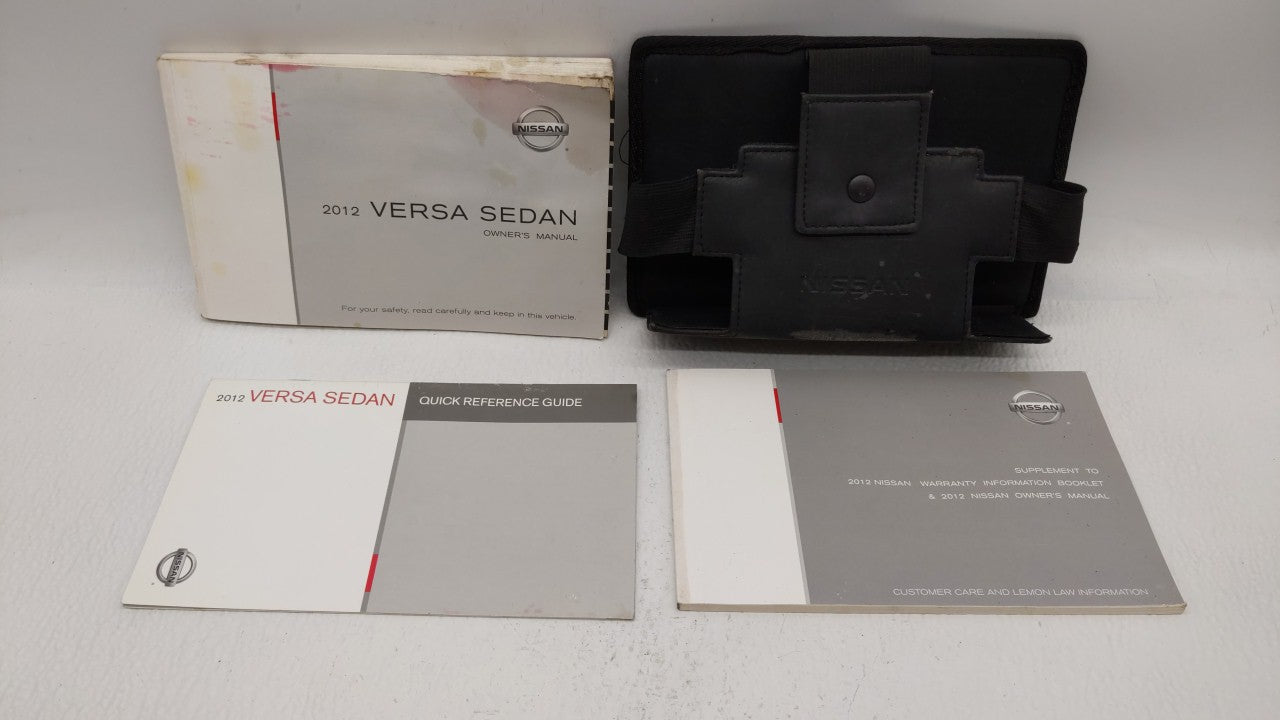 NISSAN
2012 VERSA SEDAN
OWNER'S MANUAL
For your safety, read carefully and keep in this vehicle.
NISSAN
2012 VERSA SEDAN
QUICK REFERENCE GUIDE
NISSAN
NISSAN
SUPPLEMENT TO
2012 NISSAN WARRANTY INFORMATION BOOKLET
& 2012 NISSAN OWNER'S MANUAL
CUSTOMER CARE AND LEMON LAW INFORMATION